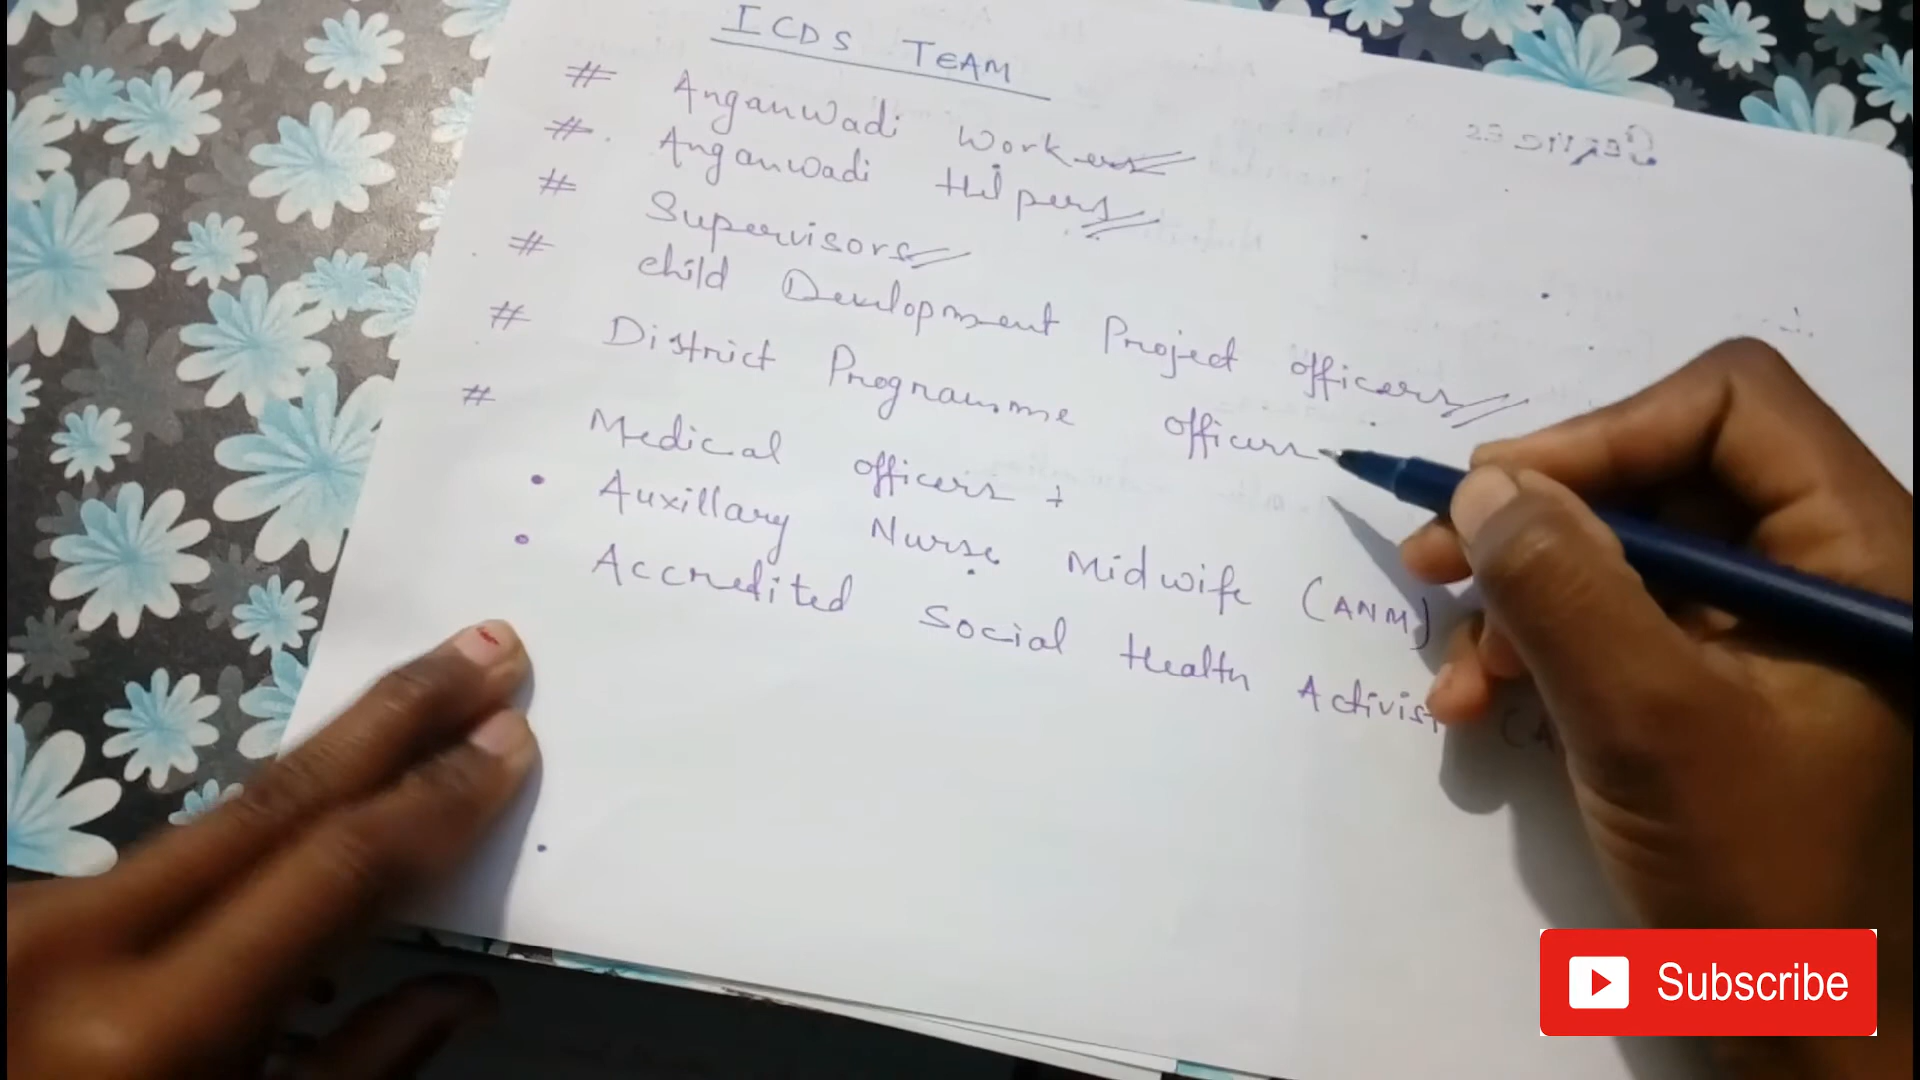 ICDS TEAM
# Anganwadi Workers
#. Anganwadi Helpers
# Supervisors
# child Development Project officers
# District Programme officers
# Medical officers +
• Auxillary Nurse Midwife (ANM)
• Accredited Social Health Activist (A
Subscribe